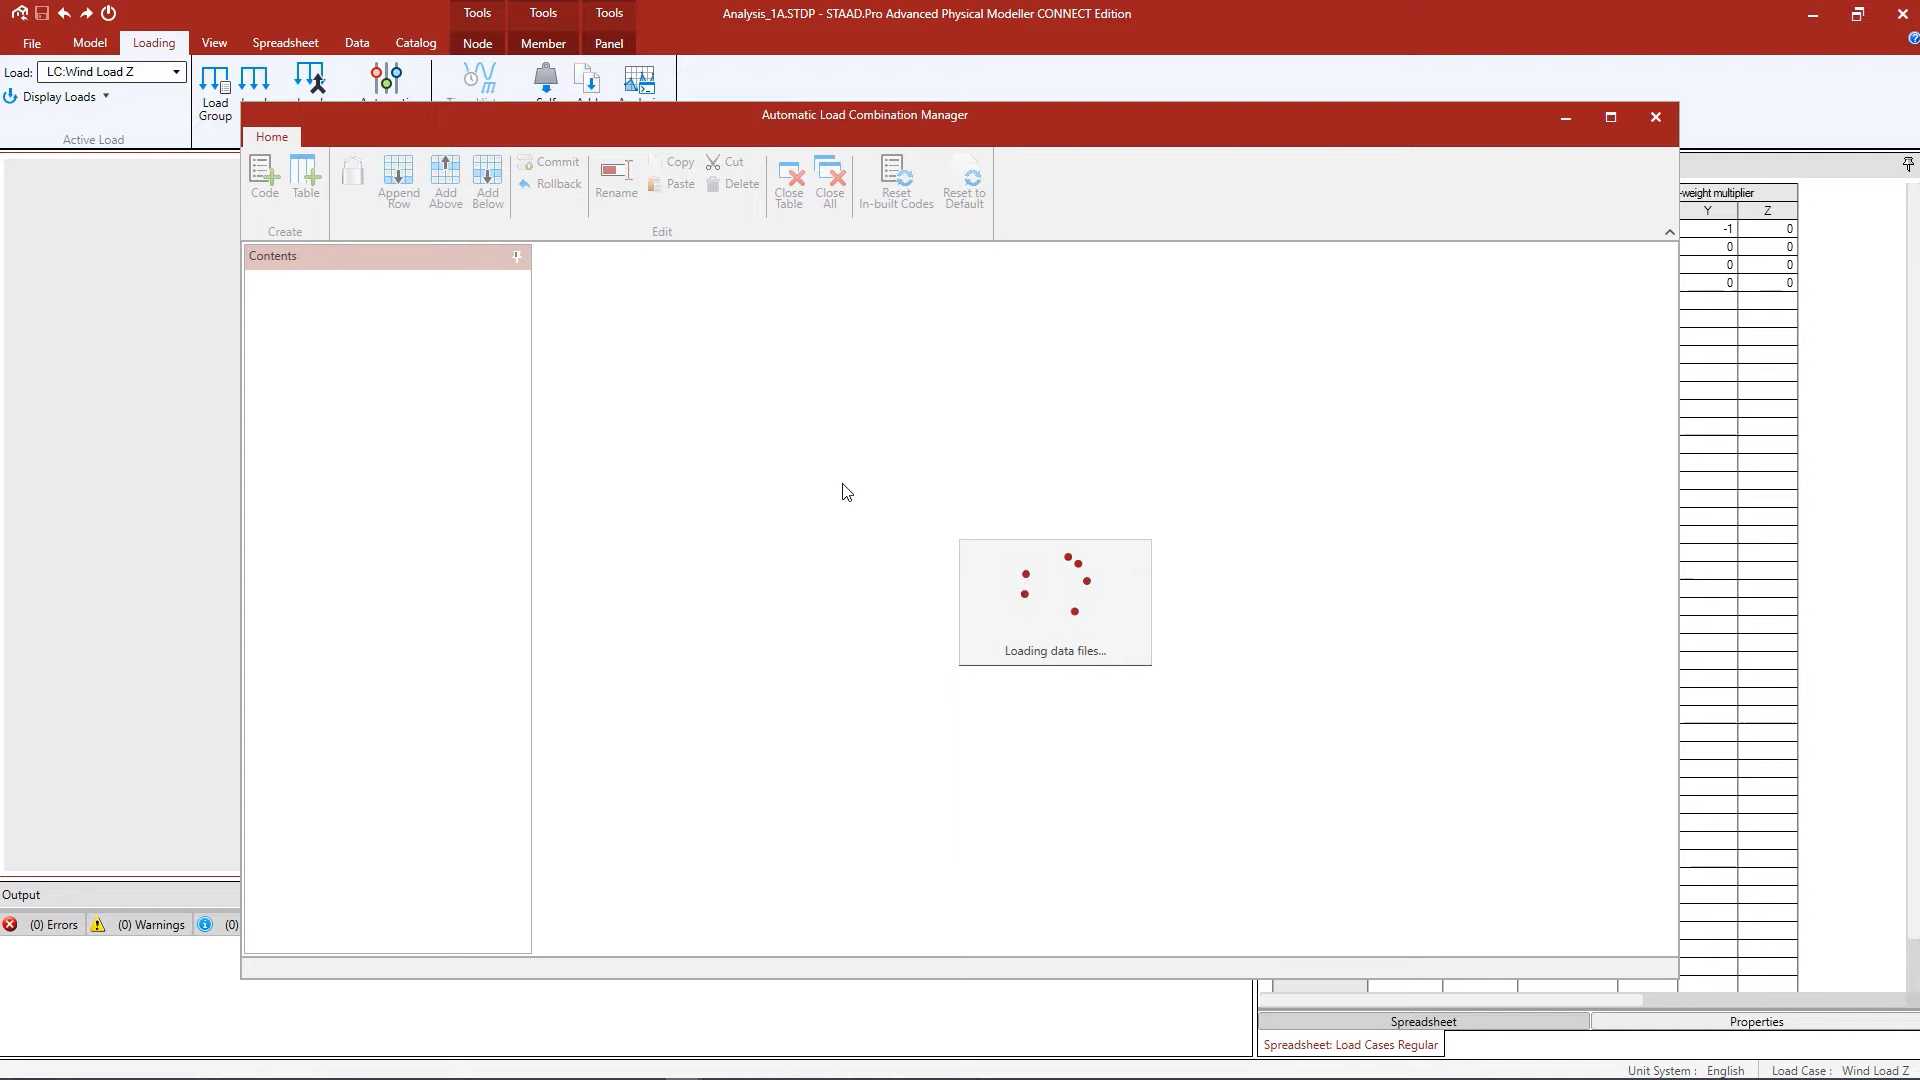 Tools Tools Tools Analysis_1A.STDP - STAAD.Pro Advanced Physical Modeller CONNECT Edition
File Model Loading View Spreadsheet Data Catalog Node Member Panel
Load: LC:Wind Load Z
Display Loads
Load
Group
Active Load
Automatic Load Combination Manager
Home
Code Table Append
Row Add
Above Add
Below Commit
Rollback Rename Copy
Paste Cut
Delete Close
Table Close
All Reset
In-built Codes Reset to
Default
Create Edit
Contents
-weight multiplier
Y Z
-1 0
0 0
0 0
0 0
Loading data files...
Output
(0) Errors (0) Warnings (0)
Spreadsheet Properties
Spreadsheet: Load Cases Regular
Unit System : English Load Case : Wind Load Z